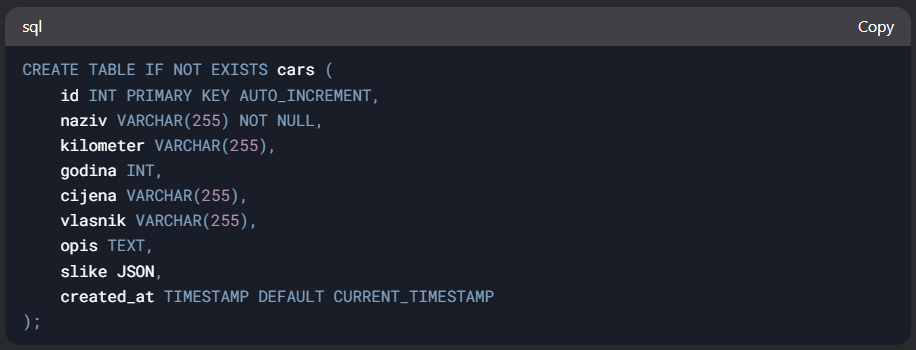 sql
Copy
CREATE TABLE IF NOT EXISTS cars (
    id INT PRIMARY KEY AUTO_INCREMENT,
    naziv VARCHAR(255) NOT NULL,
    kilometer VARCHAR(255),
    godina INT,
    cijena VARCHAR(255),
    vlasnik VARCHAR(255),
    opis TEXT,
    slike JSON,
    created_at TIMESTAMP DEFAULT CURRENT_TIMESTAMP
);